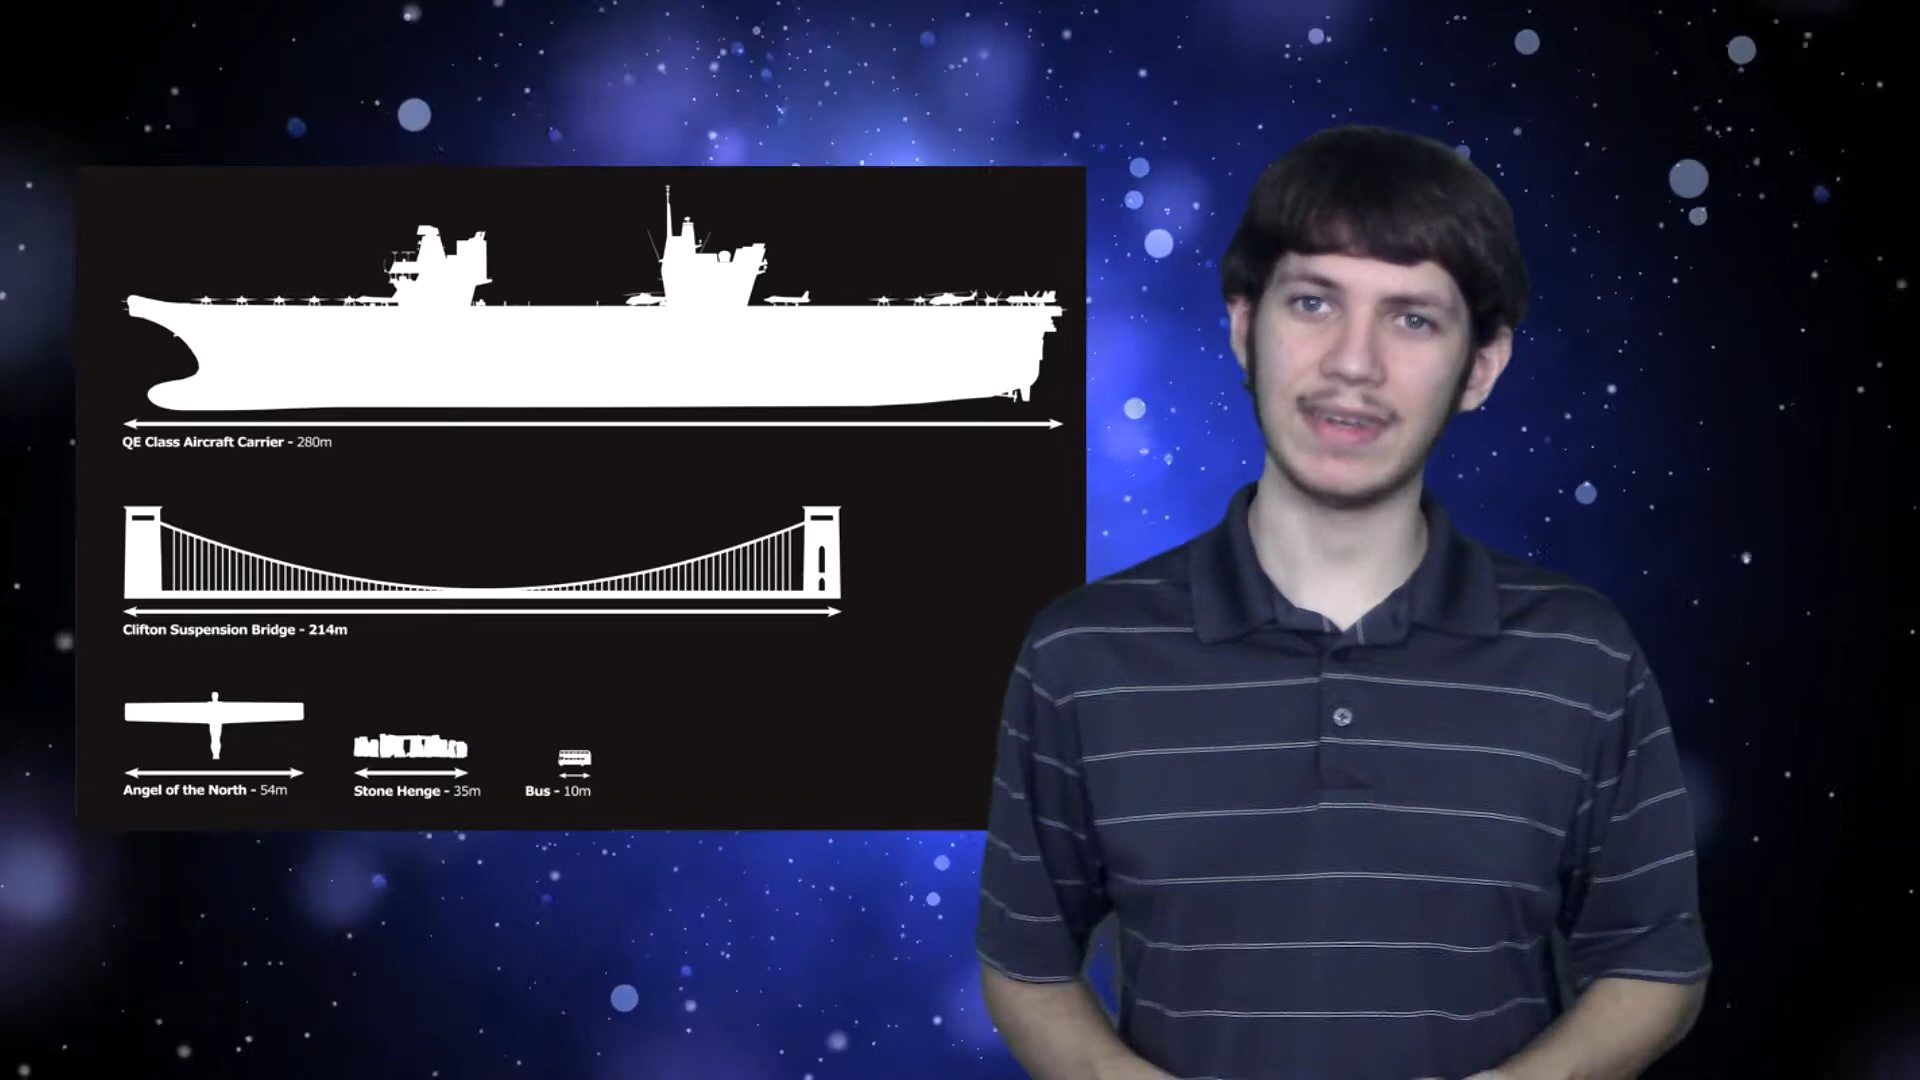 QE Class Aircraft Carrier - 280m
Clifton Suspension Bridge - 214m
Angel of the North - 54m
Stone Henge - 35m
Bus - 10m